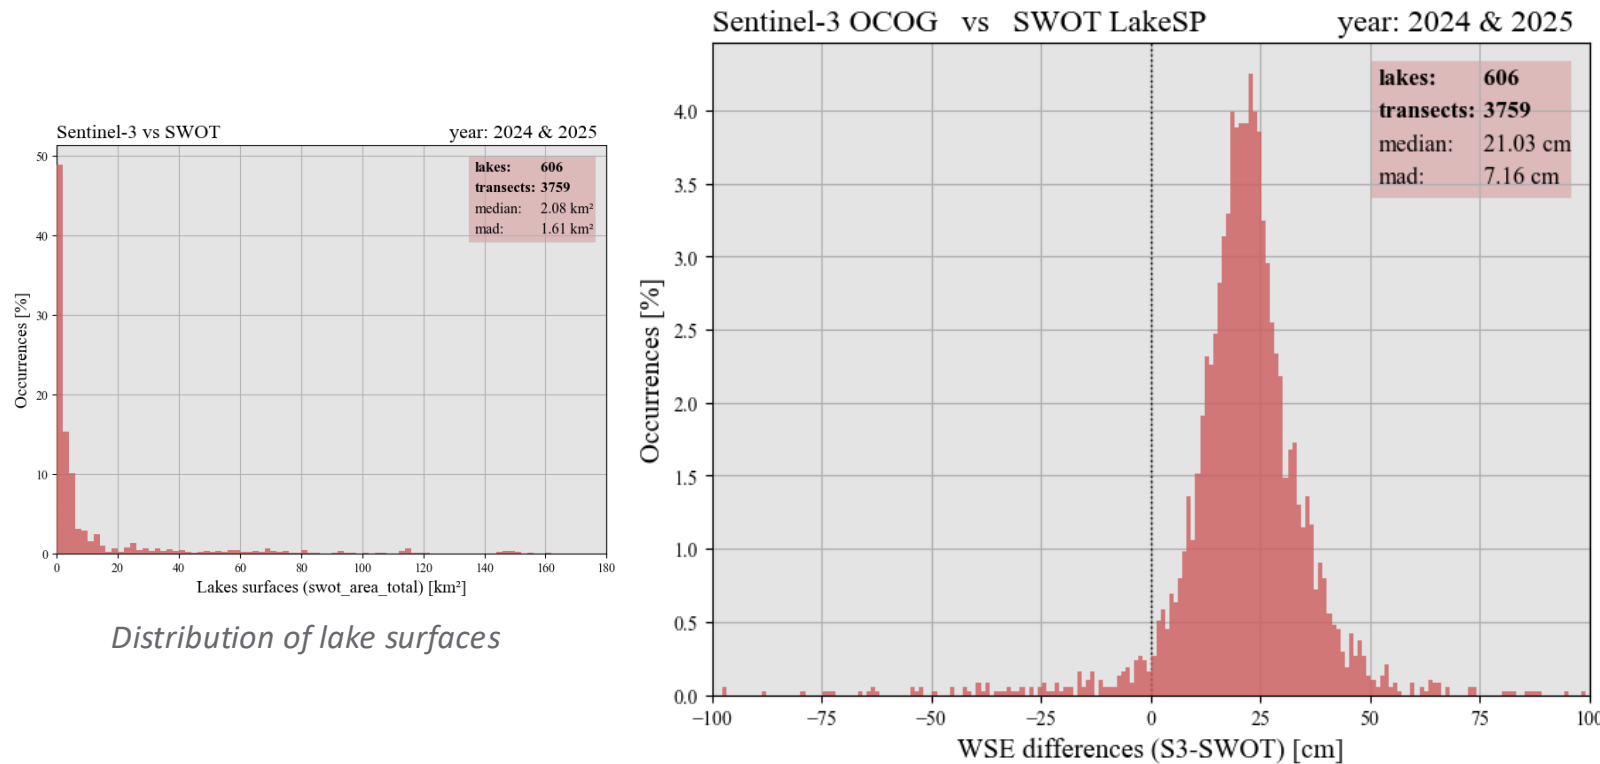 Sentinel-3 vs SWOT year: 2024 & 2025
lakes: 606
transects: 3759
median: 2.08 km²
mad: 1.61 km²
Occurrences [%]
50
40
30
20
10
0
0 20 40 60 80 100 120 140 160 180
Lakes surfaces (swot_area_total) [km²]
Distribution of lake surfaces
Sentinel-3 OCOG vs SWOT LakeSP year: 2024 & 2025
lakes: 606
transects: 3759
median: 21.03 cm
mad: 7.16 cm
Occurrences [%]
4.0
3.5
3.0
2.5
2.0
1.5
1.0
0.5
0.0
−100 −75 −50 −25 0 25 50 75 100
WSE differences (S3-SWOT) [cm]